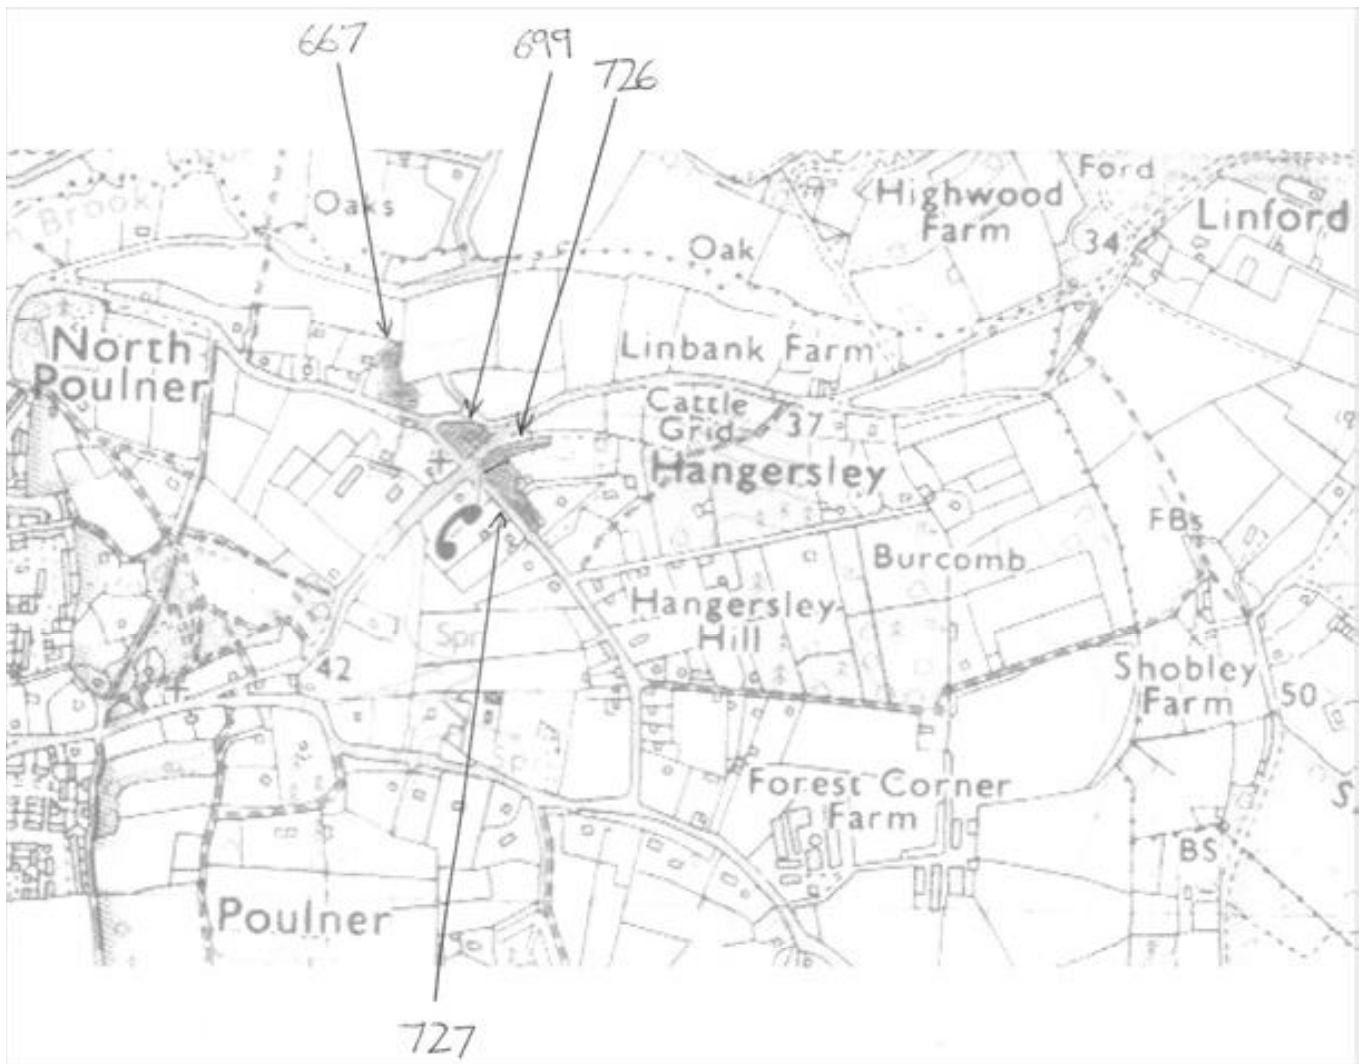 667
699
726
Brook
Oaks
Oak
Highwood
Farm
Ford
34
Linford
North
Poulner
Linbank Farm
Cattle
Grid
37
Hangersley
FBs
Burcomb
Hangersley
Hill
Spr
42
Shobley
Farm
50
Forest Corner
Farm
BS
Poulner
727